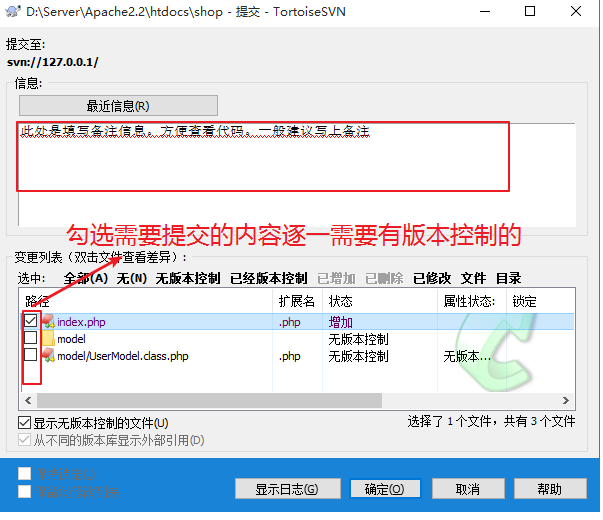 D:\Server\Apache2.2\htdocs\shop - 提交 - TortoiseSVN
提交至:
svn://127.0.0.1/
信息:
最近信息(R)
此处是填写备注信息。方便查看代码。一般建议写上备注
勾选需要提交的内容逐一需要有版本控制的
变更列表（双击文件查看差异）:
选中: 全部(A) 无(N) 无版本控制 已经版本控制 已增加 已删除 已修改 文件 目录
路径 扩展名 状态 属性状态: 锁定
index.php .php 增加
model 无版本控制
model/UserModel.class.php .php 无版本控制 无版本...
显示无版本控制的文件(U)
选择了 1 个文件，共有 3 个文件
从不同的版本库显示外部引用(D)
显示日志(G) 确定(O) 取消 帮助